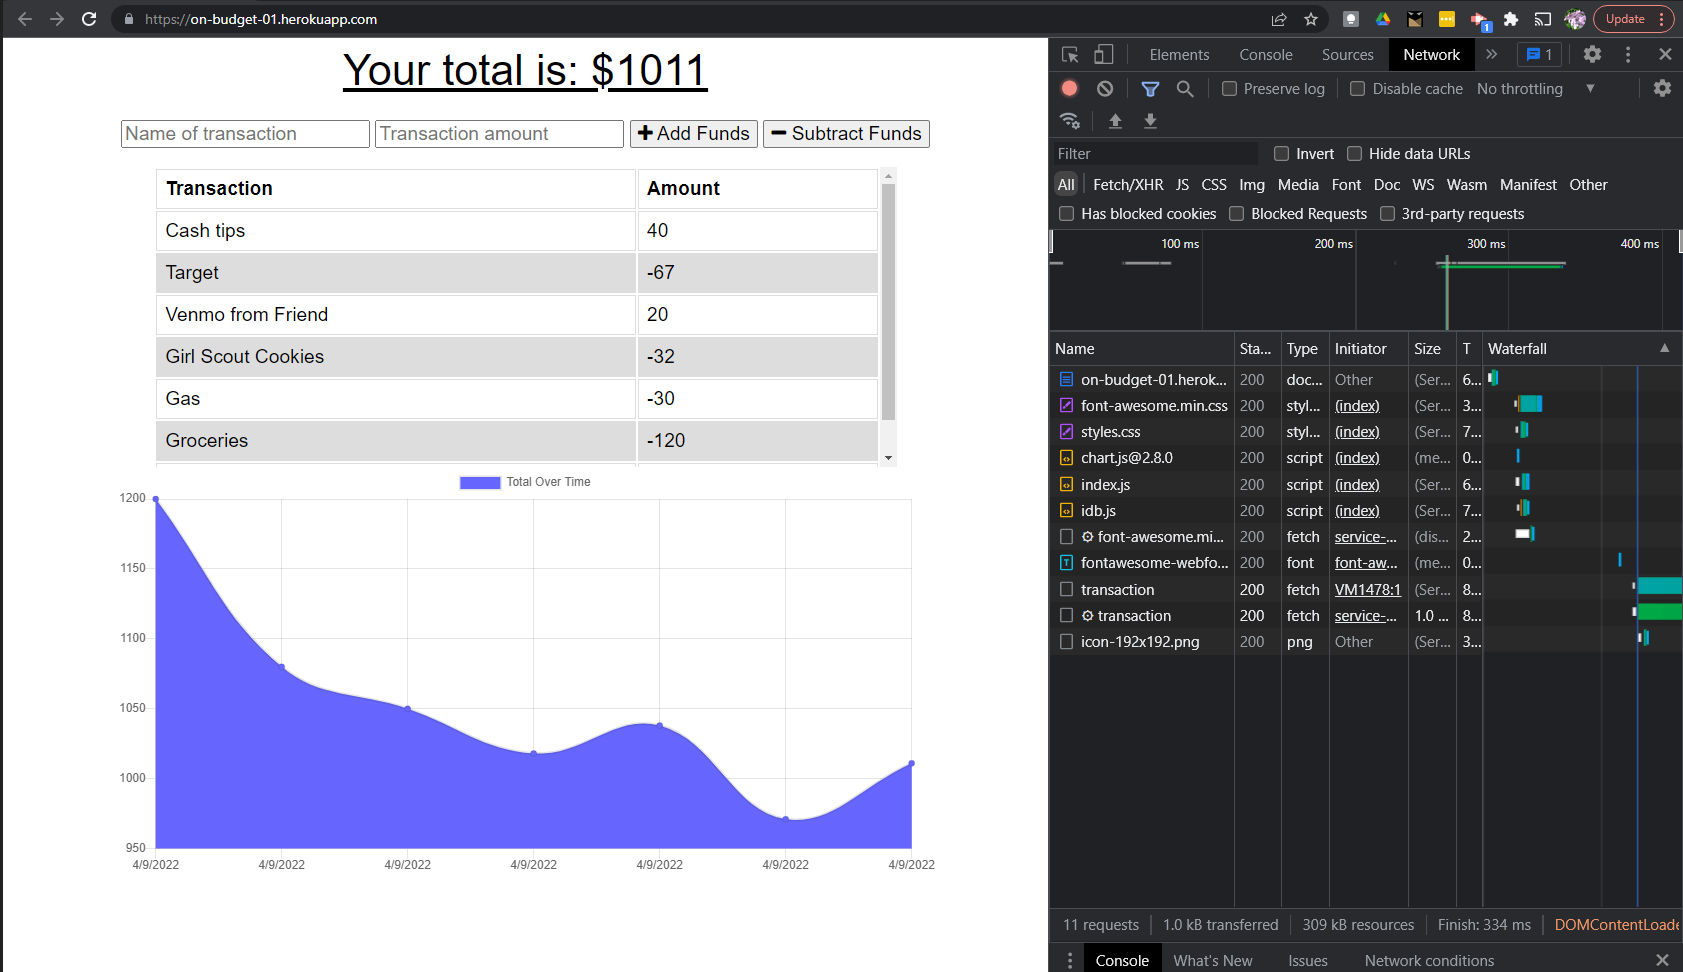 https://on-budget-01.herokuapp.com
Update
Your total is: $1011
Name of transaction Transaction amount Add Funds Subtract Funds
Transaction Amount
Cash tips 40
Target -67
Venmo from Friend 20
Girl Scout Cookies -32
Gas -30
Groceries -120
Total Over Time
1200
1150
1100
1050
1000
950
4/9/2022 4/9/2022 4/9/2022 4/9/2022 4/9/2022 4/9/2022 4/9/2022
Elements Console Sources Network » 1
Preserve log Disable cache No throttling
Filter Invert Hide data URLs
All Fetch/XHR JS CSS Img Media Font Doc WS Wasm Manifest Other
Has blocked cookies Blocked Requests 3rd-party requests
100 ms 200 ms 300 ms 400 ms
Name Sta... Type Initiator Size T Waterfall
on-budget-01.herok... 200 doc... Other (Ser... 6...
font-awesome.min.css 200 styl... (index) (Ser... 3...
styles.css 200 styl... (index) (Ser... 7...
chart.js@2.8.0 200 script (index) (me... 0...
index.js 200 script (index) (Ser... 6...
idb.js 200 script (index) (Ser... 7...
font-awesome.mi... 200 fetch service-... (dis... 2...
fontawesome-webfo... 200 font font-aw... (me... 0...
transaction 200 fetch VM1478:1 (Ser... 8...
transaction 200 fetch service-... 1.0 ... 8...
icon-192x192.png 200 png Other (Ser... 3...
11 requests 1.0 kB transferred 309 kB resources Finish: 334 ms DOMContentLoade
Console What's New Issues Network conditions